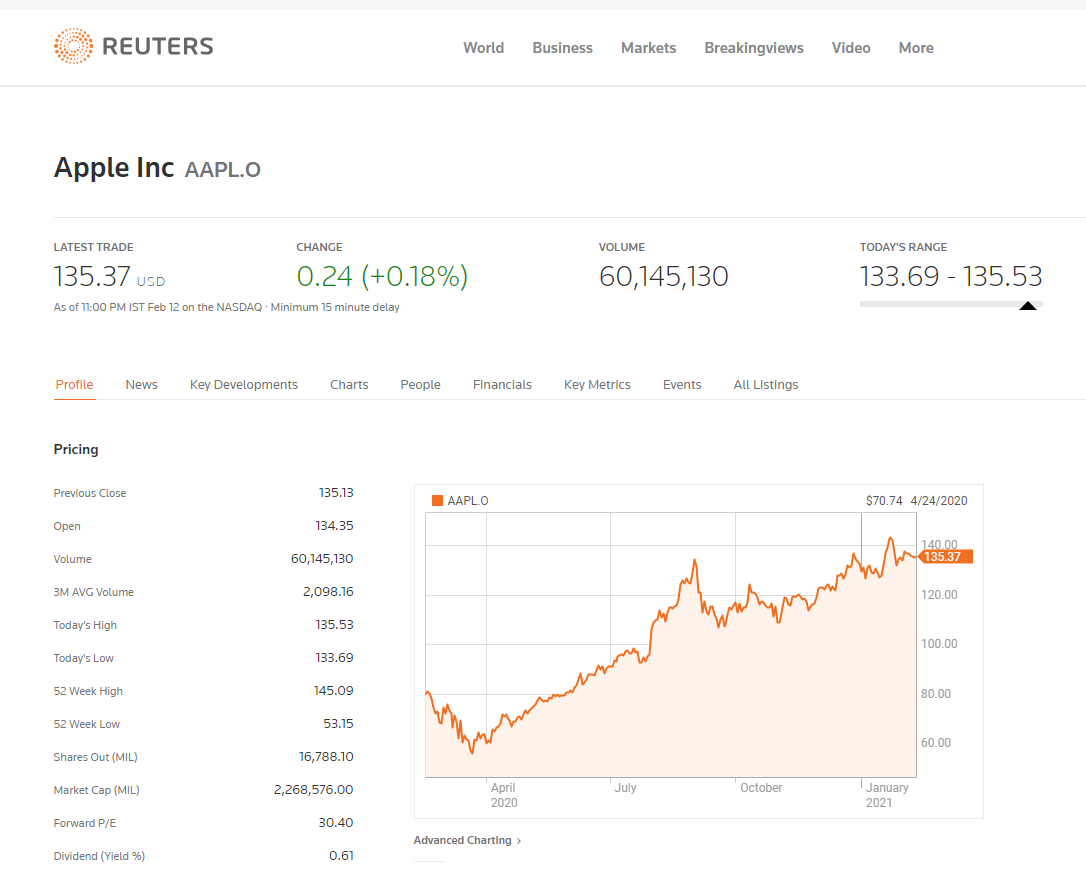 REUTERS World Business Markets Breakingviews Video More
Apple Inc AAPL.O
LATEST TRADE CHANGE VOLUME TODAY'S RANGE
135.37 USD 0.24 (+0.18%) 60,145,130 133.69 - 135.53
As of 11:00 PM IST Feb 12 on the NASDAQ · Minimum 15 minute delay
Profile News Key Developments Charts People Financials Key Metrics Events All Listings
Pricing
Previous Close 135.13
Open 134.35
Volume 60,145,130
3M AVG Volume 2,098.16
Today's High 135.53
Today's Low 133.69
52 Week High 145.09
52 Week Low 53.15
Shares Out (MIL) 16,788.10
Market Cap (MIL) 2,268,576.00
Forward P/E 30.40
Dividend (Yield %) 0.61
AAPL.O $70.74 4/24/2020
140.00
135.37
120.00
100.00
80.00
60.00
April July October January
2020 2021
Advanced Charting ›